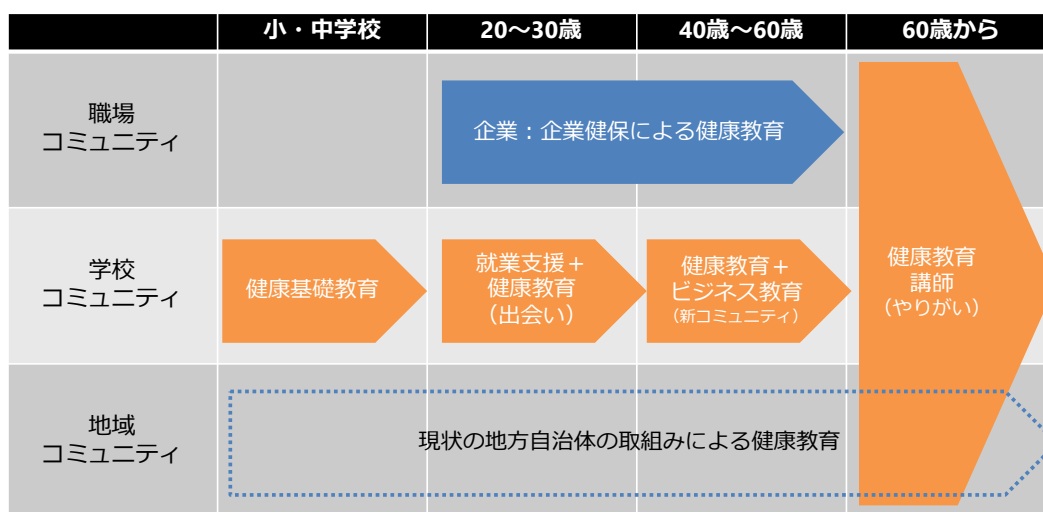 小・中学校
20～30歳
40歳～60歳
60歳から
職場
コミュニティ
企業：企業健保による健康教育
学校
コミュニティ
健康基礎教育
就業支援＋
健康教育
（出会い）
健康教育＋
ビジネス教育
（新コミュニティ）
健康教育
講師
（やりがい）
地域
コミュニティ
現状の地方自治体の取組みによる健康教育